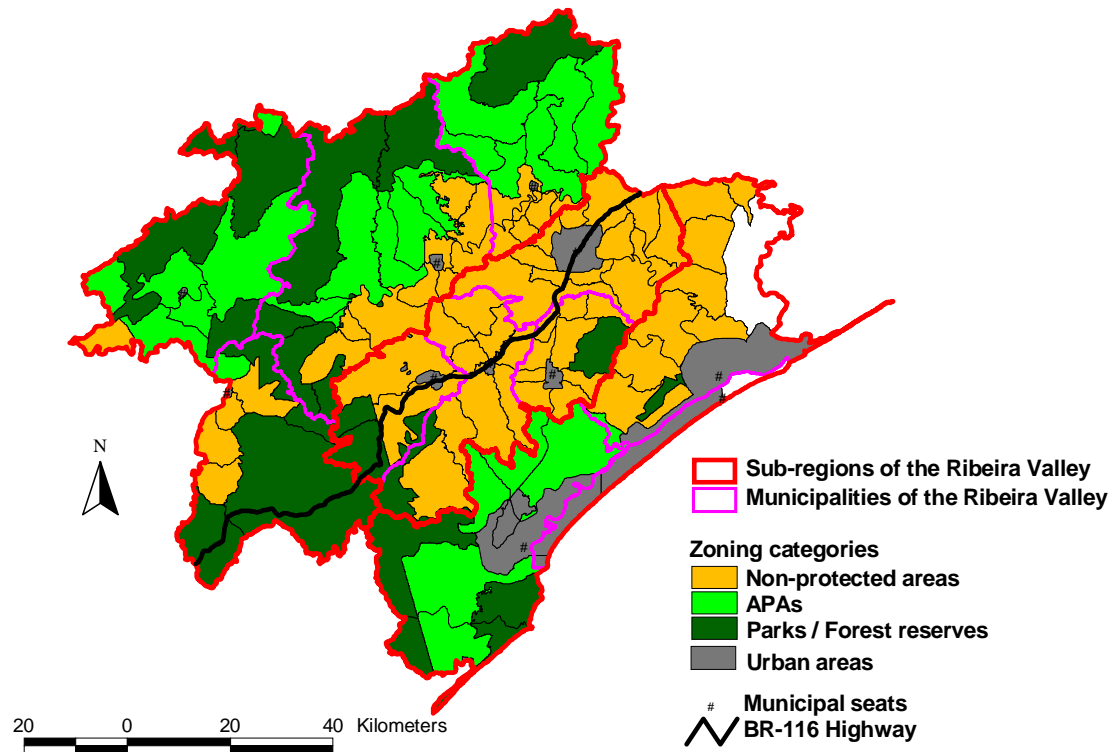 N
Sub-regions of the Ribeira Valley
Municipalities of the Ribeira Valley
Zoning categories
Non-protected areas
APAs
Parks / Forest reserves
Urban areas
# Municipal seats
BR-116 Highway
20 0 20 40 Kilometers